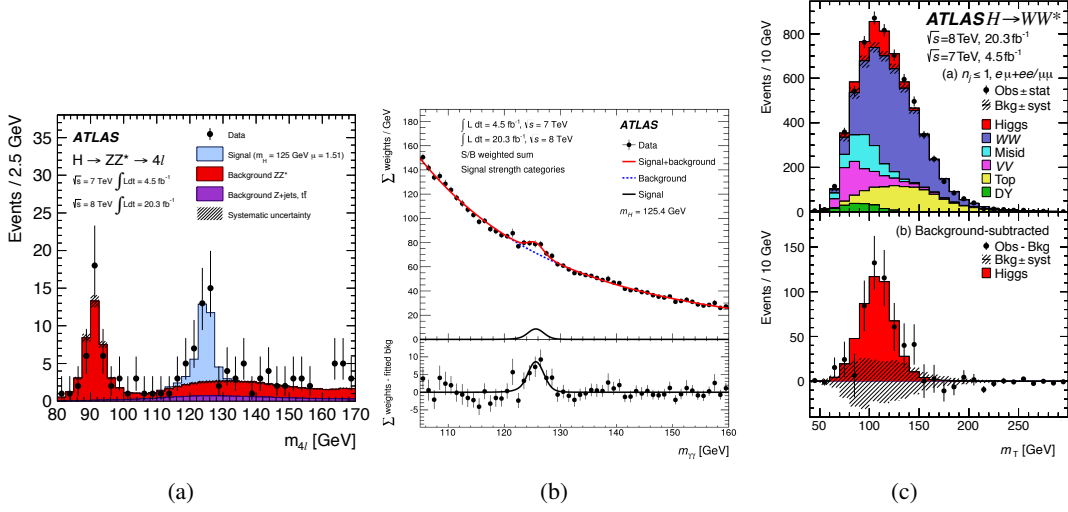 ATLAS
H → ZZ* → 4l
√s = 7 TeV ∫Ldt = 4.5 fb⁻¹
√s = 8 TeV ∫Ldt = 20.3 fb⁻¹
Data
Signal (m_H = 125 GeV μ = 1.51)
Background ZZ*
Background Z+jets, tt̄
Systematic uncertainty
Events / 2.5 GeV
35
30
25
20
15
10
5
0
80 90 100 110 120 130 140 150 160 170
m_4l [GeV]
(a)
∫ L dt = 4.5 fb⁻¹, √s = 7 TeV
∫ L dt = 20.3 fb⁻¹, √s = 8 TeV
S/B weighted sum
Signal strength categories
ATLAS
Data
Signal+background
Background
Signal
m_H = 125.4 GeV
∑ weights / GeV
180
160
140
120
100
80
60
40
20
0
∑ weights - fitted bkg
10
5
0
-5
110 120 130 140 150 160
m_γγ [GeV]
(b)
ATLAS H→WW*
√s=8TeV, 20.3fb⁻¹
√s=7TeV, 4.5fb⁻¹
(a) n_j ≤ 1, eμ+ee/μμ
Obs±stat
Bkg±syst
Higgs
WW
Misid
VV
Top
DY
Events / 10 GeV
800
600
400
200
0
(b) Background-subtracted
Obs - Bkg
Bkg±syst
Higgs
Events / 10 GeV
150
100
50
0
50 100 150 200 250
m_T [GeV]
(c)